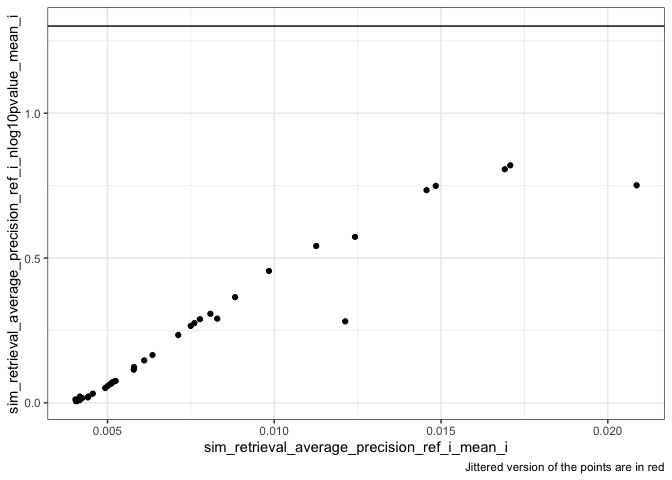 sim_retrieval_average_precision_ref_i_nlog10pvalue_mean_i
1.0
0.5
0.0
0.005
0.010
0.015
0.020
sim_retrieval_average_precision_ref_i_mean_i
Jittered version of the points are in red